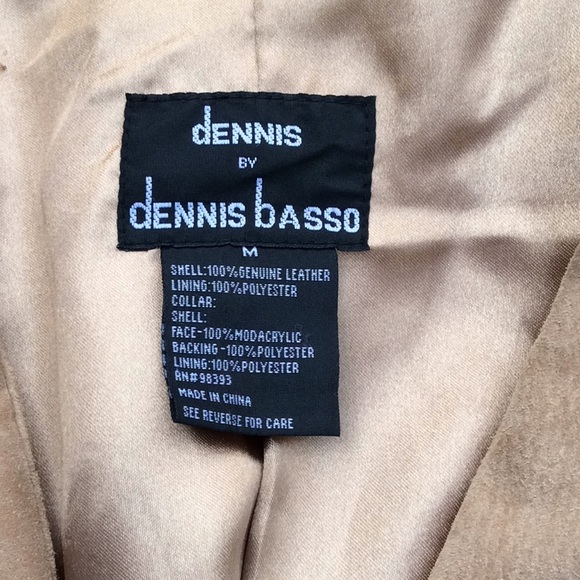 dENNIS
BY
dENNIS bASSO
M
SHELL:100%GENUINE LEATHER
LINING:100%POLYESTER
COLLAR:
SHELL:
FACE-100%MODACRYLIC
BACKING-100%POLYESTER
LINING:100%POLYESTER
RN#98393
MADE IN CHINA
SEE REVERSE FOR CARE